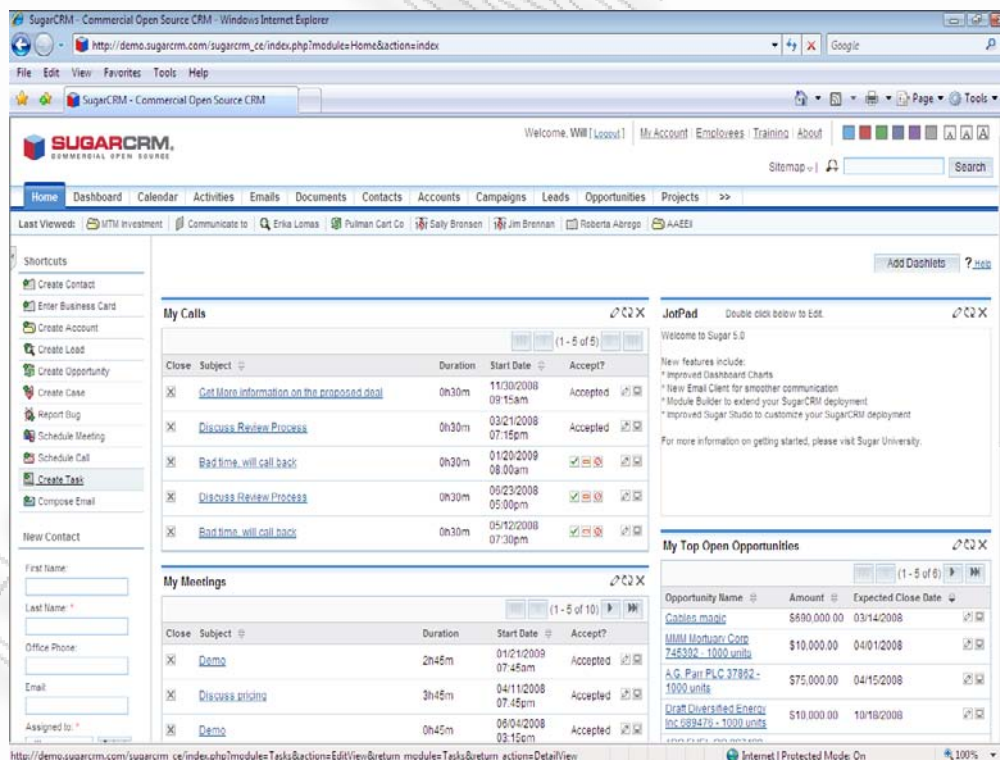 SugarCRM - Commercial Open Source CRM - Windows Internet Explorer
http://demo.sugarcrm.com/sugarcrm_ce/index.php?module=Home&action=index
Google
File Edit View Favorites Tools Help
SugarCRM - Commercial Open Source CRM
Page Tools
SUGARCRM.
COMMERCIAL OPEN SOURCE
Welcome, Will [ Logout ] My Account Employees Training About A A A
Sitemap Search
Home Dashboard Calendar Activities Emails Documents Contacts Accounts Campaigns Leads Opportunities Projects >>
Last Viewed: MTM Investment Communicate to Erika Lomas Pulman Cart Co Sally Bronsen Jim Brennan Roberta Abrego
Shortcuts
Add Dashlets ? Help
Create Contact
Enter Business Card
Create Account
Create Lead
Create Opportunity
Create Case
Report Bug
Schedule Meeting
Schedule Call
Create Task
Compose Email
New Contact
First Name:
Last Name: *
Office Phone:
Email:
Assigned to: *
My Calls
(1 - 5 of 5)
Close Subject Duration Start Date Accept?
Get More information on the proposed deal 0h30m 11/30/2008 Accepted
09:15am
Discuss Review Process 0h30m 03/21/2008 Accepted
07:15pm
Bad time, will call back 0h30m 01/20/2009
08:00am
Discuss Review Process 0h30m 06/23/2008
05:00pm
Bad time, will call back 0h30m 05/12/2008
07:30pm
My Meetings
(1 - 5 of 10)
Close Subject Duration Start Date Accept?
Demo 2h45m 01/21/2009 Accepted
07:45am
Discuss pricing 3h45m 04/11/2008 Accepted
07:45pm
Demo 0h45m 06/04/2008 Accepted
03:15pm
JotPad Double click below to Edit.
Welcome to Sugar 5.0
New features include:
* Improved Dashboard Charts
* New Email Client for smoother communication
* Module Builder to extend your SugarCRM deployment
* Improved Sugar Studio to customize your SugarCRM deployment
For more information on getting started, please visit Sugar University.
My Top Open Opportunities
(1 - 5 of 6)
Opportunity Name Amount Expected Close Date
Cables magic $690,000.00 03/14/2008
MMM Mortuary Corp
745392 - 1000 units $10,000.00 04/01/2008
A.G. Parr PLC 37862 -
1000 units $75,000.00 04/15/2008
Draft Diversified Energy
Inc 689476 - 1000 units $10,000.00 10/18/2008
http://demo.sugarcrm.com/sugarcrm_ce/index.php?module=Tasks&action=EditView&return_module=Tasks&return_action=DetailView
Internet | Protected Mode: On 100%